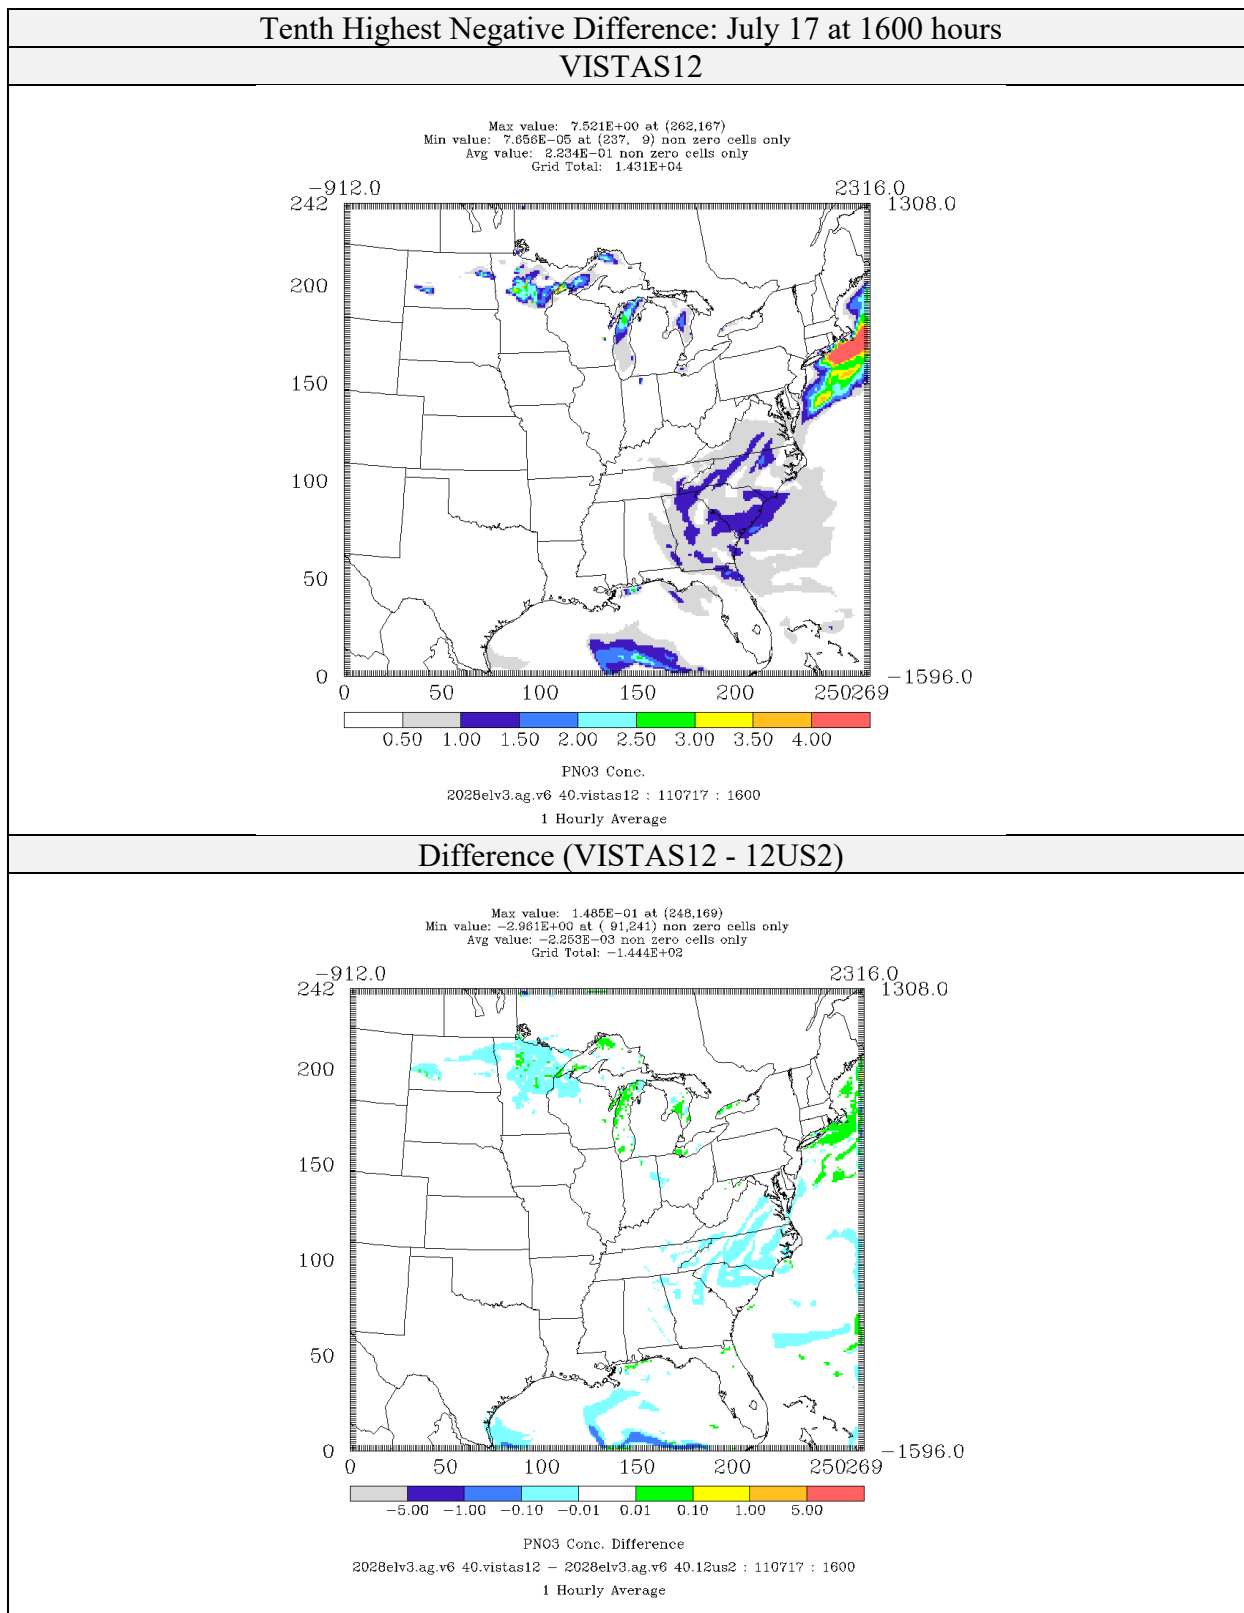 Tenth Highest Negative Difference: July 17 at 1600 hours
VISTAS12
Max value: 7.521E+00 at (262,167)
Min value: 7.656E-05 at (237, 9) non zero cells only
Avg value: 2.234E-01 non zero cells only
Grid Total: 1.431E+04
-912.0 2316.0
242 1308.0
200
150
100
50
0 -1596.0
0 50 100 150 200 250269
0.50 1.00 1.50 2.00 2.50 3.00 3.50 4.00
PNO3 Conc.
2028elv3.ag.v6 40.vistas12 : 110717 : 1600
1 Hourly Average
Difference (VISTAS12 - 12US2)
Max value: 1.485E-01 at (248,169)
Min value: -2.961E+00 at ( 91,241) non zero cells only
Avg value: -2.253E-03 non zero cells only
Grid Total: -1.444E+02
-912.0 2316.0
242 1308.0
200
150
100
50
0 -1596.0
0 50 100 150 200 250269
-5.00 -1.00 -0.10 -0.01 0.01 0.10 1.00 5.00
PNO3 Conc. Difference
2028elv3.ag.v6 40.vistas12 - 2028elv3.ag.v6 40.12us2 : 110717 : 1600
1 Hourly Average